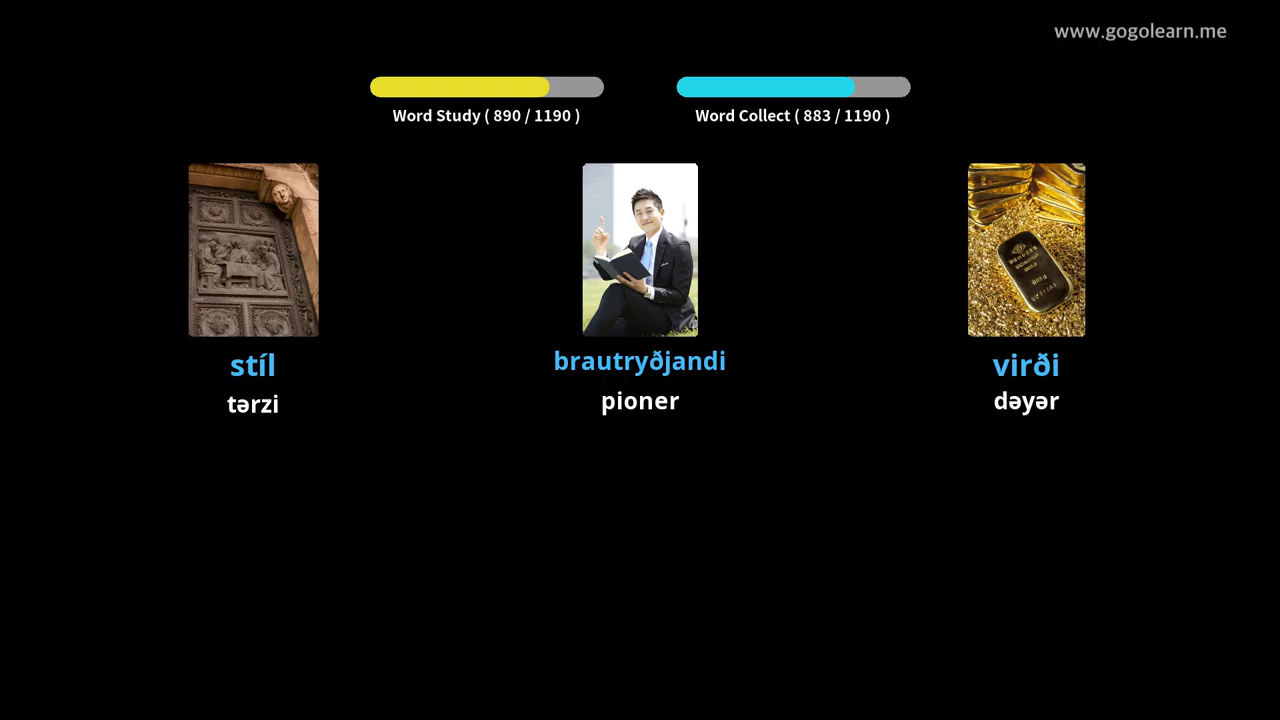 www.gogolearn.me
Word Study ( 890 / 1190 )
Word Collect ( 883 / 1190 )
stíl
brautryðjandi
virði
tərzi
pioner
dəyər